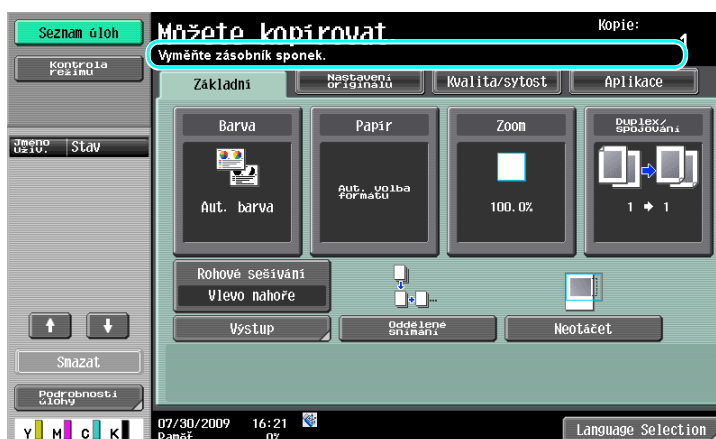 Seznam úloh
Kontrola
režimu
Můžete kopírovat.
Kopie:
1
Vyměňte zásobník sponek.
Základní
Nastavení
originálu
Kvalita/sytost
Aplikace
Jméno
uživ.
Stav
Barva
Papír
Zoom
Duplex/
spojování
Aut. barva
Aut. volba
formátu
100.0%
1 → 1
Rohové sešívání
Vlevo nahoře
Výstup
Oddělené
snímání
Neotáčet
Smazat
Podrobnosti
úlohy
Y M C K
07/30/2009 16:21
Paměť 0%
Language Selection